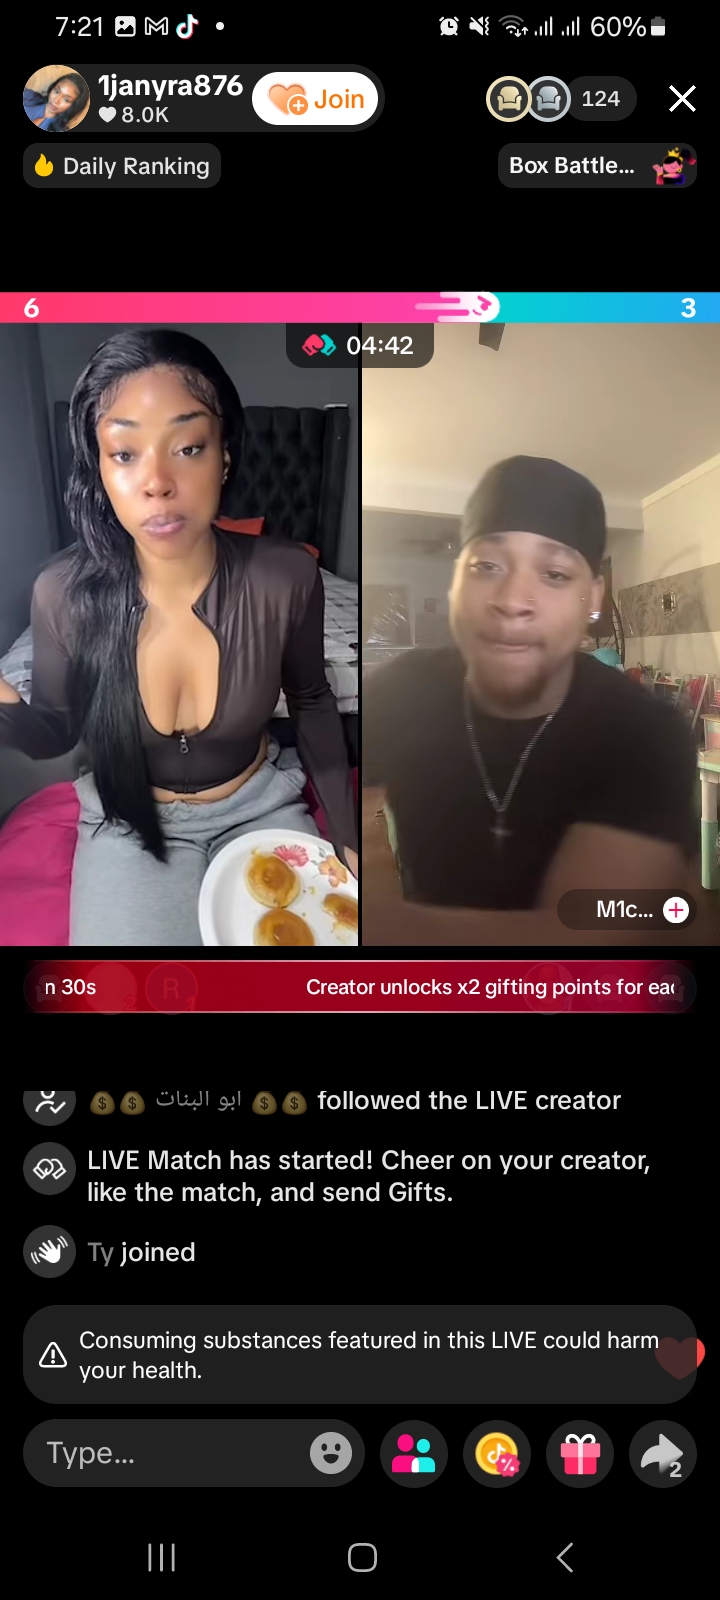 7:21
60%
1janyra876
8.0K
Join
124
Daily Ranking
Box Battle...
6
3
04:42
M1c...
n 30s
R
Creator unlocks x2 gifting points for eac
💰💰 ابو البنات 💰💰 followed the LIVE creator
LIVE Match has started! Cheer on your creator,
like the match, and send Gifts.
Ty joined
Consuming substances featured in this LIVE could harm
your health.
Type...
2